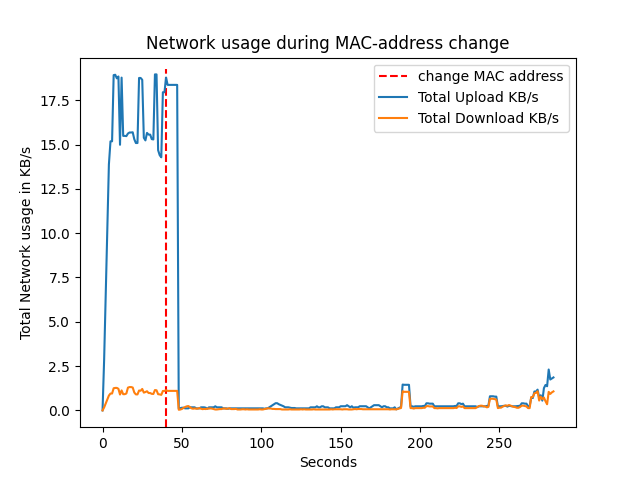 Network usage during MAC-address change
change MAC address
Total Upload KB/s
Total Download KB/s
Total Network usage in KB/s
17.5
15.0
12.5
10.0
7.5
5.0
2.5
0.0
0 50 100 150 200 250
Seconds